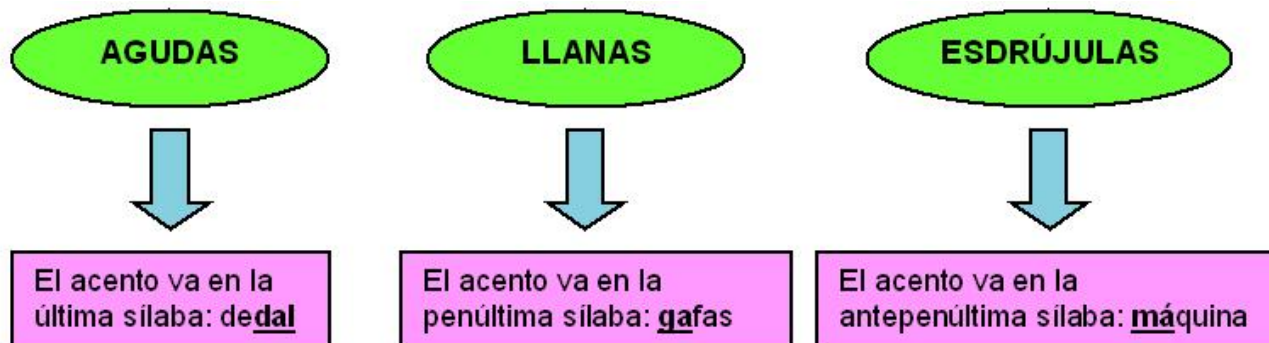 AGUDAS
LLANAS
ESDRÚJULAS
El acento va en la
última sílaba: dedal
El acento va en la
penúltima sílaba: gafas
El acento va en la
antepenúltima sílaba: máquina